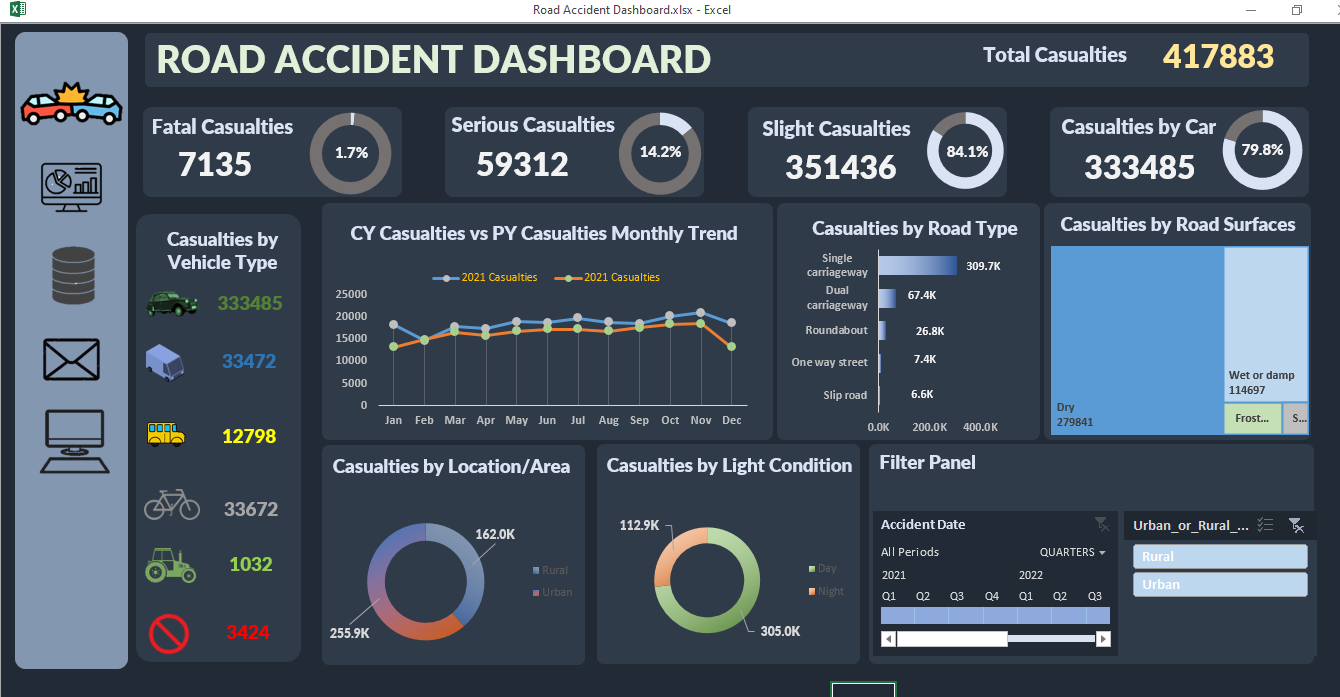 Road Accident Dashboard.xlsx - Excel
ROAD ACCIDENT DASHBOARD
Total Casualties
417883
Fatal Casualties
7135
1.7%
Serious Casualties
59312
14.2%
Slight Casualties
351436
84.1%
Casualties by Car
333485
79.8%
Casualties by
Vehicle Type
333485
33472
12798
33672
1032
3424
CY Casualties vs PY Casualties Monthly Trend
2021 Casualties
2021 Casualties
25000
20000
15000
10000
5000
0
Jan Feb Mar Apr May Jun Jul Aug Sep Oct Nov Dec
Casualties by Road Type
Single
carriageway
309.7K
Dual
carriageway
67.4K
Roundabout
26.8K
One way street
7.4K
Slip road
6.6K
0.0K 200.0K 400.0K
Casualties by Road Surfaces
Dry
279841
Wet or damp
114697
Frost...
S...
Casualties by Location/Area
162.0K
255.9K
Rural
Urban
Casualties by Light Condition
112.9K
305.0K
Day
Night
Filter Panel
Accident Date
All Periods
QUARTERS
2021 2022
Q1 Q2 Q3 Q4 Q1 Q2 Q3
Urban_or_Rural_...
Rural
Urban